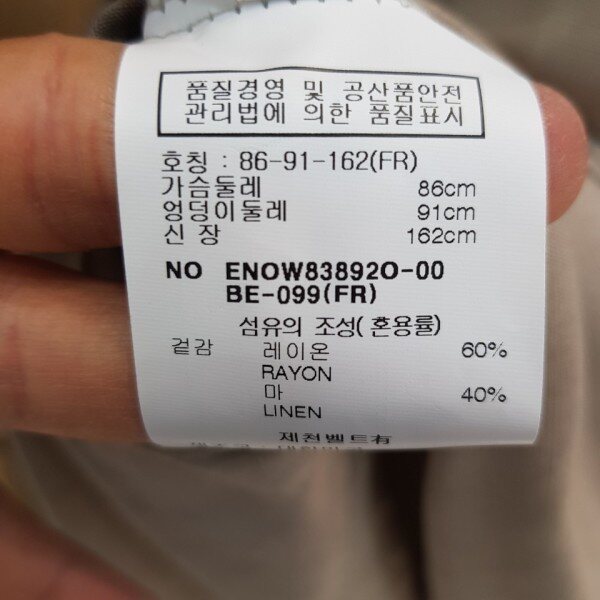 품질경영 및 공산품안전
관리법에 의한 품질표시
호칭 : 86-91-162(FR)
가슴둘레 86cm
엉덩이둘레 91cm
신 장 162cm
NO ENOW83892O-00
BE-099(FR)
섬유의 조성(혼용률)
겉감 레이온 60%
RAYON
마 40%
LINEN
제천벨트有